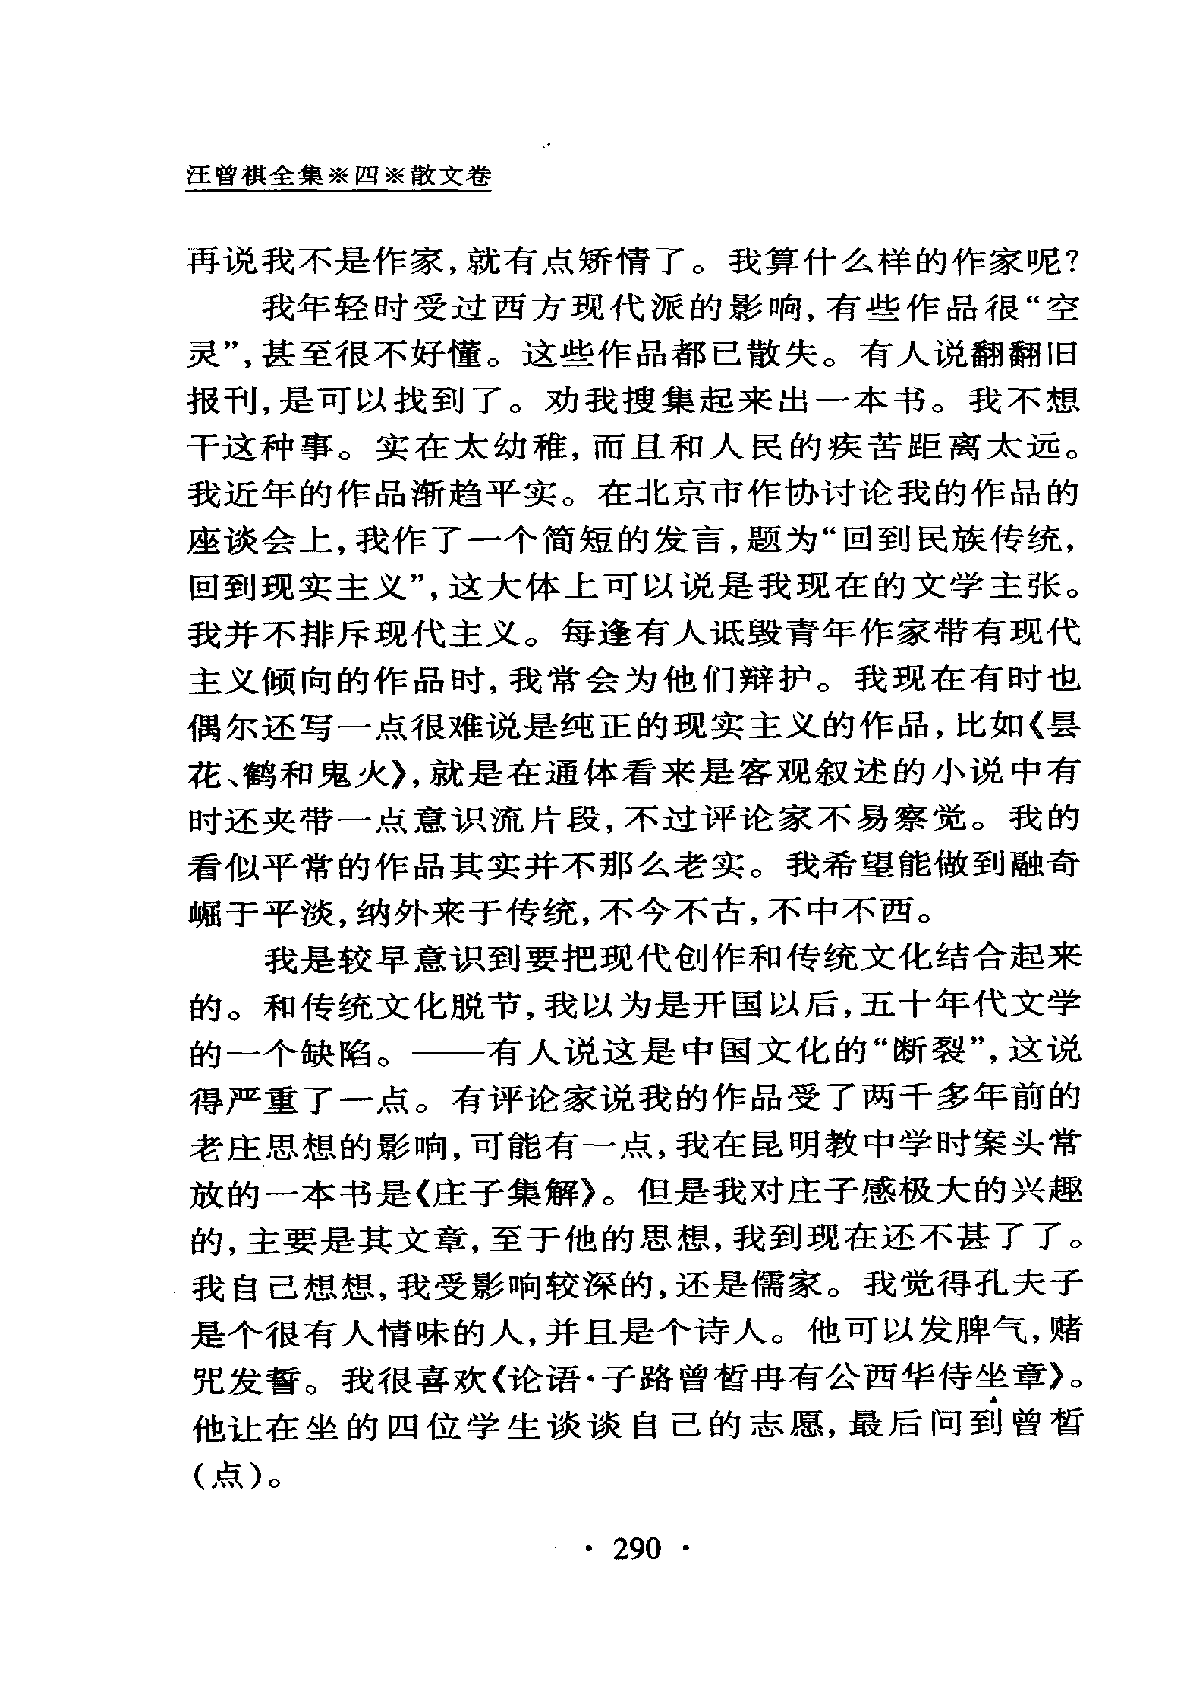 汪曾祺全集※四※散文卷
再说我不是作家,就有点矫情了。我算什么样的作家呢?
我年轻时受过西方现代派的影响,有些作品很“空
灵”,甚至很不好懂。这些作品都已散失。有人说翻翻旧
报刊,是可以找到了。劝我搜集起来出一本书。我不想
干这种事。实在太幼稚,而且和人民的疾苦距离太远。
我近年的作品渐趋平实。在北京市作协讨论我的作品的
座谈会上,我作了一个简短的发言,题为“回到民族传统,
回到现实主义”,这大体上可以说是我现在的文学主张。
我并不排斥现代主义。每逢有人诋毁青年作家带有现代
主义倾向的作品时,我常会为他们辩护。我现在有时也
偶尔还写一点很难说是纯正的现实主义的作品,比如《昙
花、鹤和鬼火》,就是在通体看来是客观叙述的小说中有
时还夹带一点意识流片段,不过评论家不易察觉。我的
看似平常的作品其实并不那么老实。我希望能做到融奇
崛于平淡,纳外来于传统,不今不古,不中不西。
我是较早意识到要把现代创作和传统文化结合起来
的。和传统文化脱节,我以为是开国以后,五十年代文学
的一个缺陷。——有人说这是中国文化的“断裂”,这说
得严重了一点。有评论家说我的作品受了两千多年前的
老庄思想的影响,可能有一点,我在昆明教中学时案头常
放的一本书是《庄子集解》。但是我对庄子感极大的兴趣
的,主要是其文章,至于他的思想,我到现在还不甚了了。
我自己想想,我受影响较深的,还是儒家。我觉得孔夫子
是个很有人情味的人,并且是个诗人。他可以发脾气,赌
咒发誓。我很喜欢《论语·子路曾皙冉有公西华侍坐章》。
他让在坐的四位学生谈谈自己的志愿,最后问到曾皙
(点)。
· 290 ·